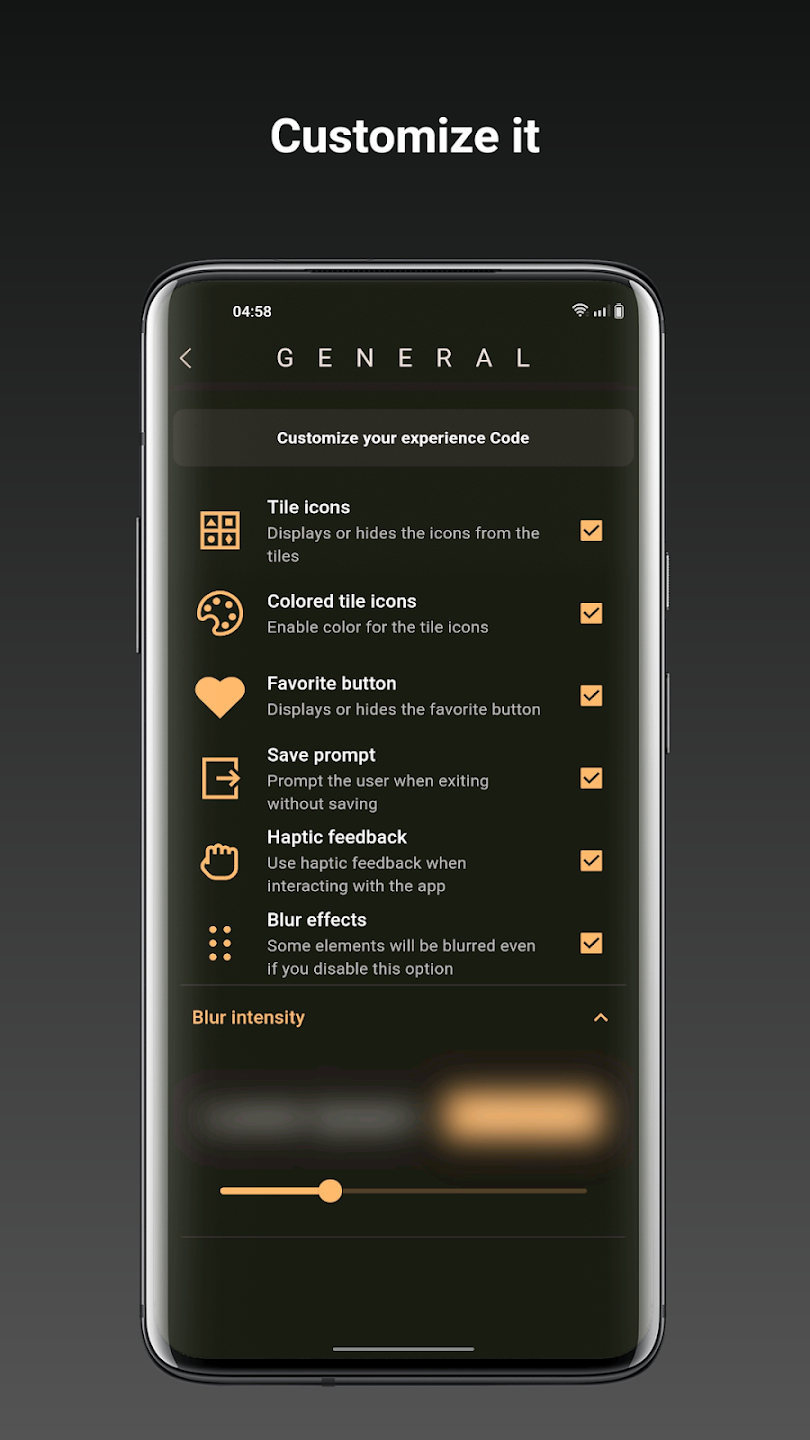 Customize it
04:58
GENERAL
Customize your experience Code
Tile icons
Displays or hides the icons from the
tiles
Colored tile icons
Enable color for the tile icons
Favorite button
Displays or hides the favorite button
Save prompt
Prompt the user when exiting
without saving
Haptic feedback
Use haptic feedback when
interacting with the app
Blur effects
Some elements will be blurred even
if you disable this option
Blur intensity